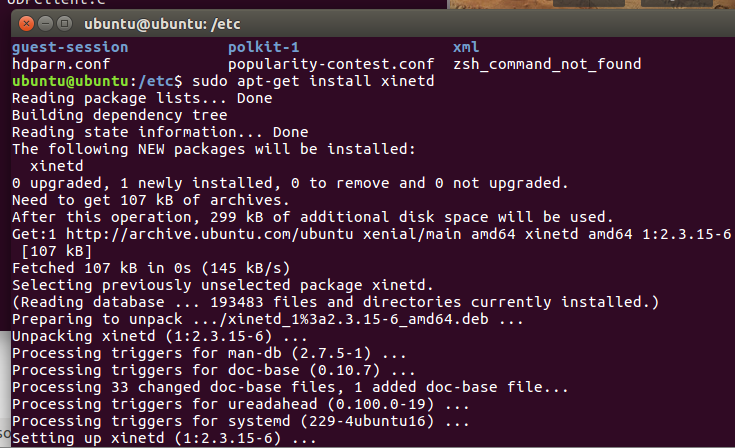 UDPClient.c
ubuntu@ubuntu: /etc
guest-session polkit-1 xml
hdparm.conf popularity-contest.conf zsh_command_not_found
ubuntu@ubuntu:/etc$ sudo apt-get install xinetd
Reading package lists... Done
Building dependency tree
Reading state information... Done
The following NEW packages will be installed:
xinetd
0 upgraded, 1 newly installed, 0 to remove and 0 not upgraded.
Need to get 107 kB of archives.
After this operation, 299 kB of additional disk space will be used.
Get:1 http://archive.ubuntu.com/ubuntu xenial/main amd64 xinetd amd64 1:2.3.15-6
[107 kB]
Fetched 107 kB in 0s (145 kB/s)
Selecting previously unselected package xinetd.
(Reading database ... 193483 files and directories currently installed.)
Preparing to unpack .../xinetd_1%3a2.3.15-6_amd64.deb ...
Unpacking xinetd (1:2.3.15-6) ...
Processing triggers for man-db (2.7.5-1) ...
Processing triggers for doc-base (0.10.7) ...
Processing 33 changed doc-base files, 1 added doc-base file...
Processing triggers for ureadahead (0.100.0-19) ...
Processing triggers for systemd (229-4ubuntu16) ...
Setting up xinetd (1:2.3.15-6) ...